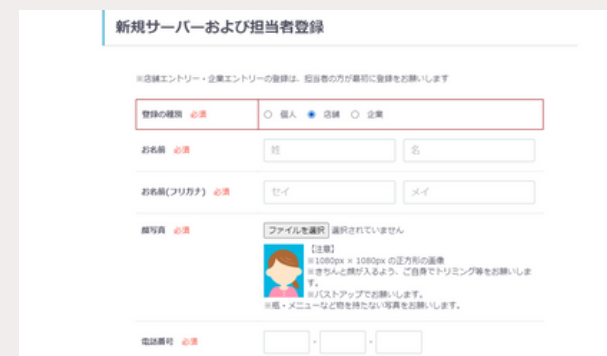 新規サーバーおよび担当者登録
※店舗エントリー・企業エントリーの登録は、担当者の方が最初に登録をお願いします
登録の種類 必須 個人 店舗 企業
お名前 必須 姓 名
お名前(フリガナ) 必須 セイ メイ
顔写真 必須 ファイルを選択 選択されていません
【注意】
※1080px × 1080px の正方形の画像
※きちんと顔が入るよう、ご自身でトリミング等をお願いしま
す。
※バストアップでお願いします。
※瓶・メニューなど物を持たない写真をお願いします。
電話番号 必須 - -